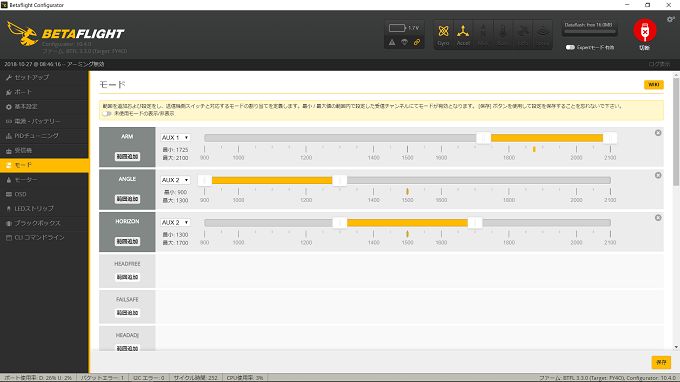 Betaflight Configurator
BETAFLIGHT
Configurator: 10.4.0
ファーム: BTFL 3.3.0 (Target: FY4O)
1.7 V
Gyro
Accel
Dataflash: free 16.0MB
Expertモード 有効
切断
2018-10-27 @ 08:46:16 -- アーミング無効
ログ表示
セットアップ
ポート
基本設定
電源・バッテリー
PIDチューニング
受信機
モード
モーター
OSD
LEDストリップ
ブラックボックス
CLI コマンドライン
モード
WIKI
範囲を追加および設定をし、送信機側スイッチと対応するモードの割り当てを定義します。最小 / 最大値の範囲内で設定した受信チャンネルにてモードが有効となります。 [保存] ボタンを使用して設定を保存することを忘れないで下さい。
未使用モードの表示/非表示
ARM
範囲追加
AUX 1
最小: 1725
最大: 2100
900 1000 1200 1400 1500 1600 1800 2000 2100
ANGLE
範囲追加
AUX 2
最小: 900
最大: 1300
900 1000 1200 1400 1500 1600 1800 2000 2100
HORIZON
範囲追加
AUX 2
最小: 1300
最大: 1700
900 1000 1200 1400 1500 1600 1800 2000 2100
HEADFREE
範囲追加
FAILSAFE
範囲追加
HEADADJ
範囲追加
保存
ポート使用率: D: 26% U: 2% パケットエラー: 1 I2C エラー: 0 サイクル時間: 252 CPU使用率: 3%
ファーム: BTFL 3.3.0 (Target: FY4O), Configurator: 10.4.0